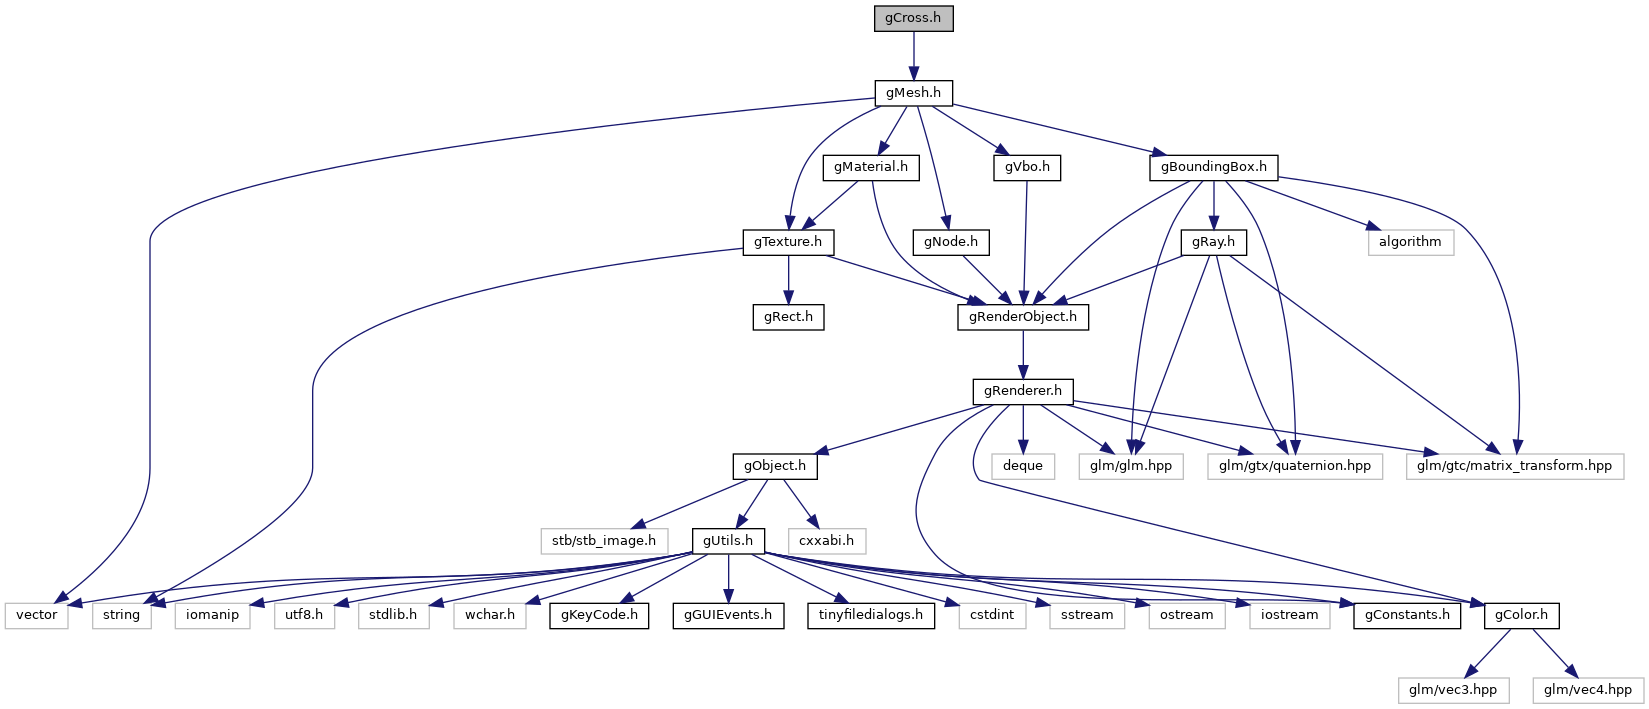 gCross.h
gMesh.h
gMaterial.h
gVbo.h
gBoundingBox.h
gTexture.h
gNode.h
gRay.h
algorithm
gRect.h
gRenderObject.h
gRenderer.h
gObject.h
deque
glm/glm.hpp
glm/gtx/quaternion.hpp
glm/gtc/matrix_transform.hpp
stb/stb_image.h
gUtils.h
cxxabi.h
vector
string
iomanip
utf8.h
stdlib.h
wchar.h
gKeyCode.h
gGUIEvents.h
tinyfiledialogs.h
cstdint
sstream
ostream
iostream
gConstants.h
gColor.h
glm/vec3.hpp
glm/vec4.hpp